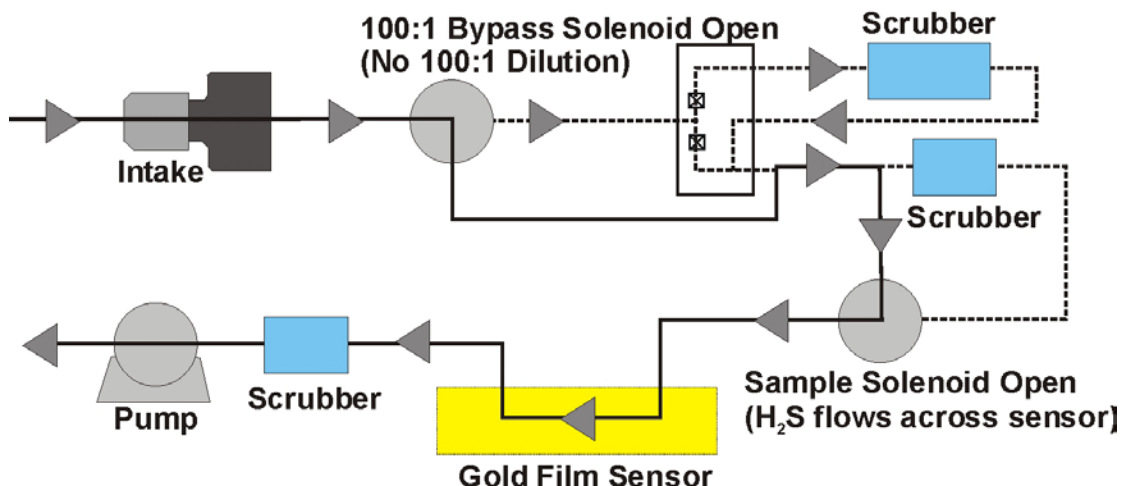 100:1 Bypass Solenoid Open
(No 100:1 Dilution)
Scrubber
Intake
Scrubber
Pump
Scrubber
Sample Solenoid Open
(H₂S flows across sensor)
Gold Film Sensor